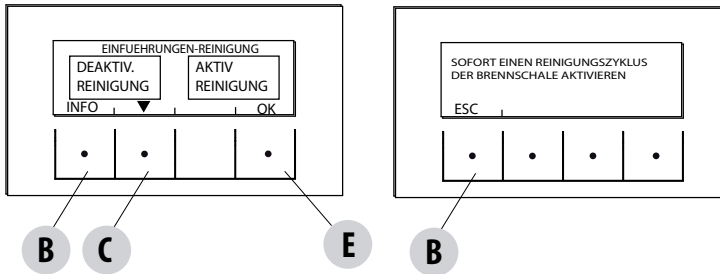 EINFUEHRUNGEN-REINIGUNG
DEAKTIV. AKTIV
REINIGUNG REINIGUNG
INFO OK
B C E
SOFORT EINEN REINIGUNGSZYKLUS
DER BRENNSCHALE AKTIVIEREN
ESC
B